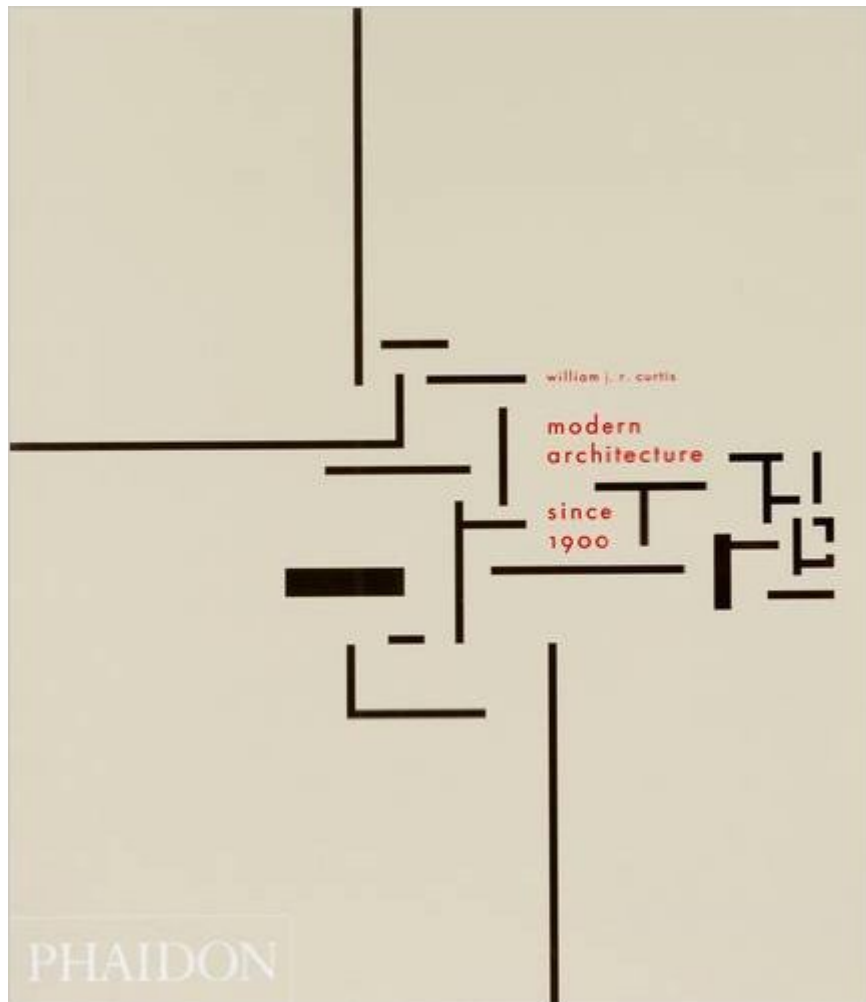 william j. r. curtis
modern
architecture
since
1900
PHAIDON